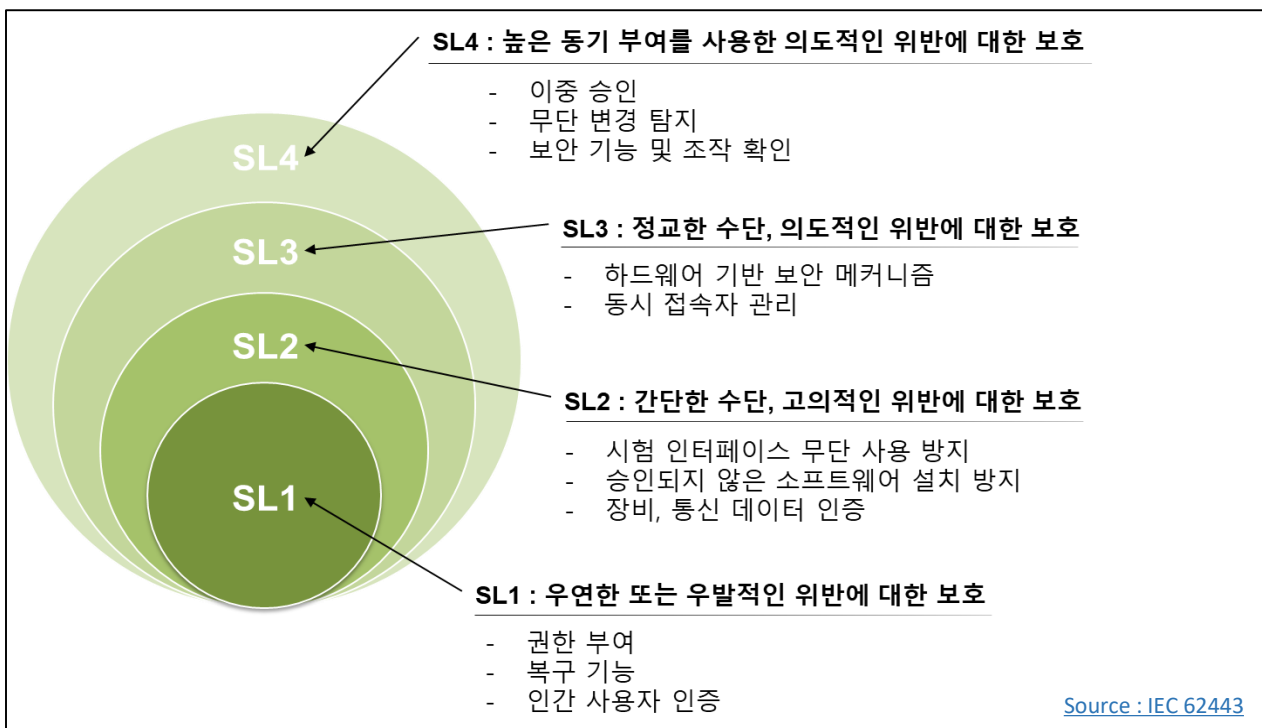 SL4 : 높은 동기 부여를 사용한 의도적인 위반에 대한 보호
- 이중 승인
- 무단 변경 탐지
- 보안 기능 및 조작 확인
SL4
SL3 : 정교한 수단, 의도적인 위반에 대한 보호
- 하드웨어 기반 보안 메커니즘
- 동시 접속자 관리
SL3
SL2
SL2 : 간단한 수단, 고의적인 위반에 대한 보호
- 시험 인터페이스 무단 사용 방지
- 승인되지 않은 소프트웨어 설치 방지
- 장비, 통신 데이터 인증
SL1
SL1 : 우연한 또는 우발적인 위반에 대한 보호
- 권한 부여
- 복구 기능
- 인간 사용자 인증
Source : IEC 62443